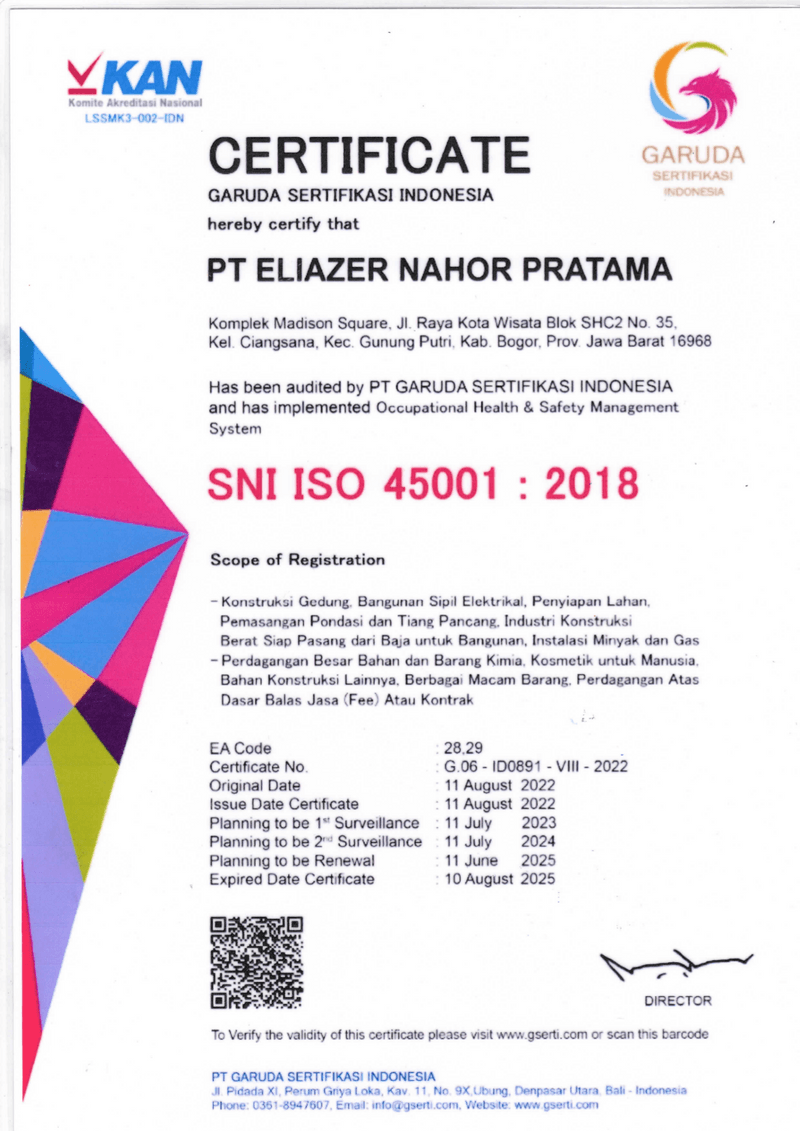 KAN
Komite Akreditasi Nasional
LSSMK3-002-IDN
GARUDA
SERTIFIKASI
INDONESIA
CERTIFICATE
GARUDA SERTIFIKASI INDONESIA
hereby certify that
PT ELIAZER NAHOR PRATAMA
Komplek Madison Square, Jl. Raya Kota Wisata Blok SHC2 No. 35,
Kel. Ciangsana, Kec. Gunung Putri, Kab. Bogor, Prov. Jawa Barat 16968
Has been audited by PT GARUDA SERTIFIKASI INDONESIA
and has implemented Occupational Health & Safety Management
System
SNI ISO 45001 : 2018
Scope of Registration
- Konstruksi Gedung, Bangunan Sipil Elektrikal, Penyiapan Lahan,
Pemasangan Pondasi dan Tiang Pancang, Industri Konstruksi
Berat Siap Pasang dari Baja untuk Bangunan, Instalasi Minyak dan Gas
- Perdagangan Besar Bahan dan Barang Kimia, Kosmetik untuk Manusia,
Bahan Konstruksi Lainnya, Berbagai Macam Barang, Perdagangan Atas
Dasar Balas Jasa (Fee) Atau Kontrak
EA Code : 28,29
Certificate No. : G.06 - ID0891 - VIII - 2022
Original Date : 11 August 2022
Issue Date Certificate : 11 August 2022
Planning to be 1st Surveillance : 11 July 2023
Planning to be 2nd Surveillance : 11 July 2024
Planning to be Renewal : 11 June 2025
Expired Date Certificate : 10 August 2025
DIRECTOR
To Verify the validity of this certificate please visit www.gserti.com or scan this barcode
PT GARUDA SERTIFIKASI INDONESIA
Jl. Pidada XI, Perum Griya Loka, Kav. 11, No. 9X,Ubung, Denpasar Utara, Bali - Indonesia
Phone: 0361-8947607, Email: info@gserti.com, Website: www.gserti.com